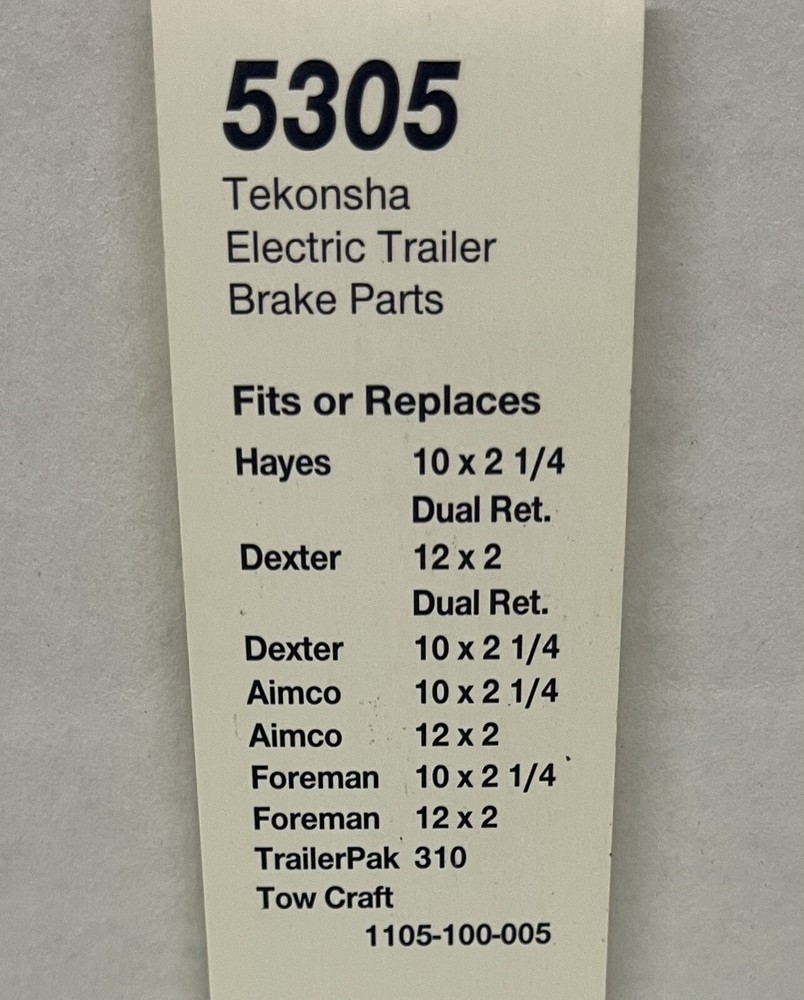 5305
Tekonsha
Electric Trailer
Brake Parts
Fits or Replaces
Hayes 10 x 2 1/4
Dual Ret.
Dexter 12 x 2
Dual Ret.
Dexter 10 x 2 1/4
Aimco 10 x 2 1/4
Aimco 12 x 2
Foreman 10 x 2 1/4
Foreman 12 x 2
TrailerPak 310
Tow Craft
1105-100-005